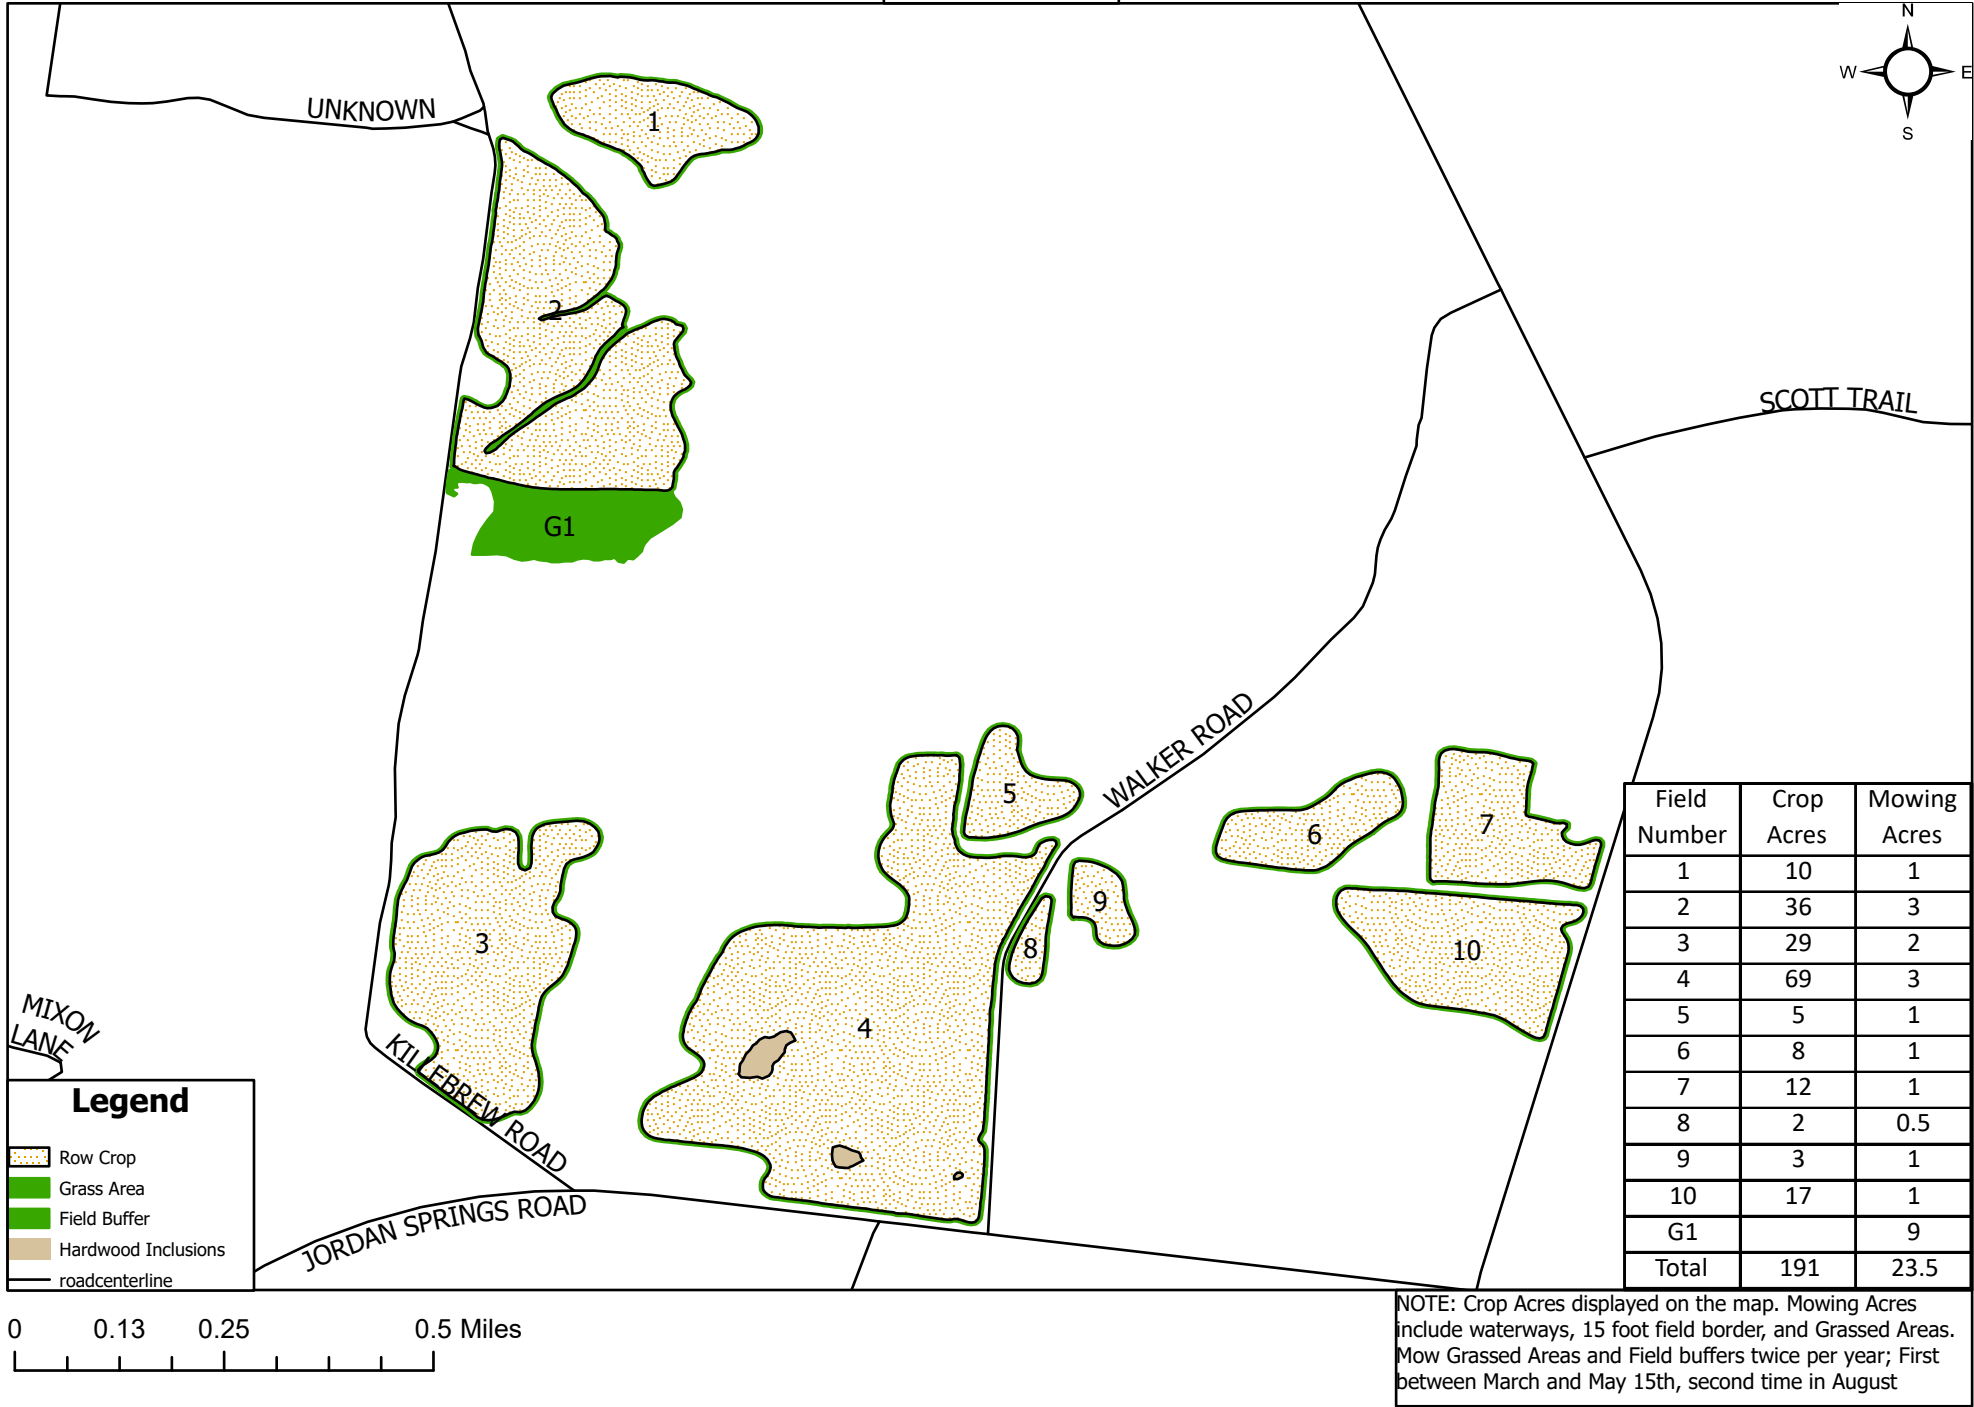 N
W E
S
UNKNOWN
1
2
G1
SCOTT TRAIL
WALKER ROAD
5
6
7
3
9
8
10
4
MIXON
LANE
KILLEBREW ROAD
JORDAN SPRINGS ROAD
Legend
Row Crop
Grass Area
Field Buffer
Hardwood Inclusions
roadcenterline
Field Number Crop Acres Mowing Acres
1 10 1
2 36 3
3 29 2
4 69 3
5 5 1
6 8 1
7 12 1
8 2 0.5
9 3 1
10 17 1
G1 9
Total 191 23.5
0 0.13 0.25 0.5 Miles
NOTE: Crop Acres displayed on the map. Mowing Acres
include waterways, 15 foot field border, and Grassed Areas.
Mow Grassed Areas and Field buffers twice per year; First
between March and May 15th, second time in August